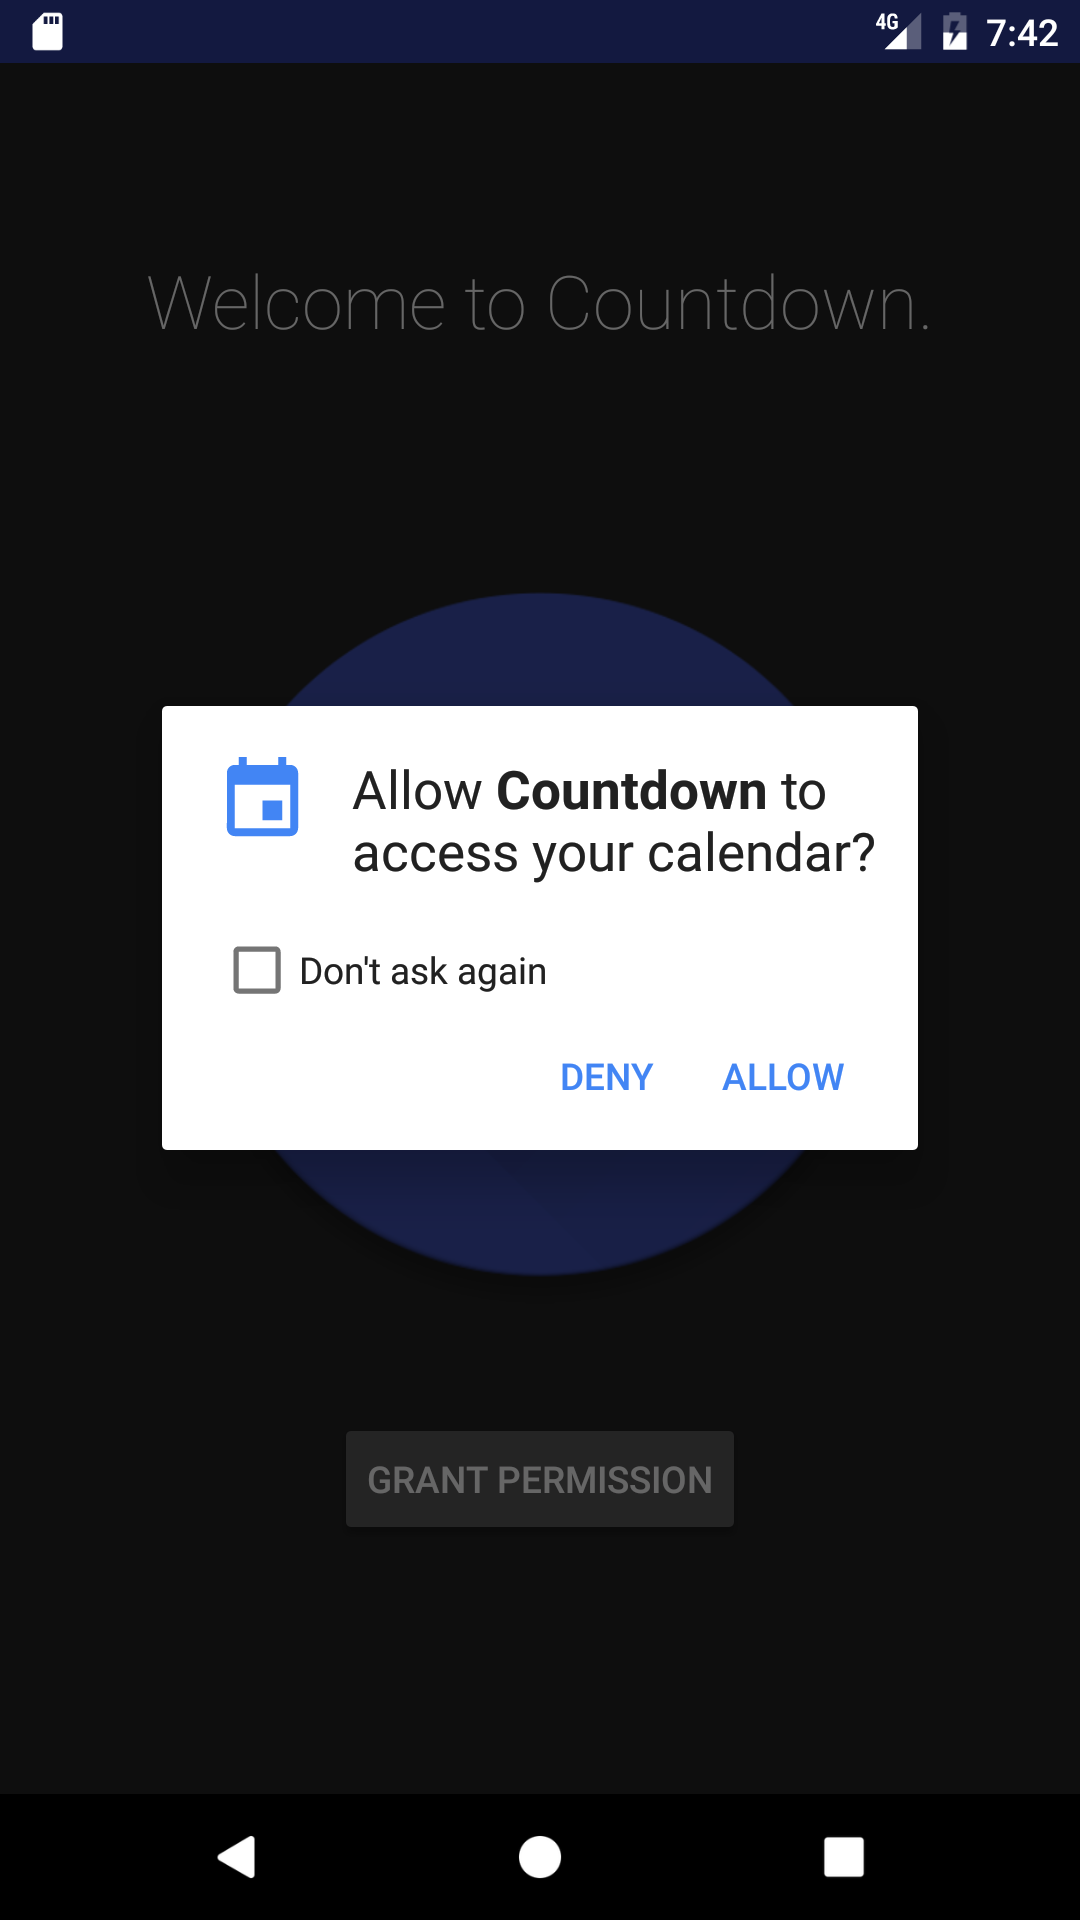 4G 7:42
Welcome to Countdown.
Allow Countdown to
access your calendar?
Don't ask again
DENY ALLOW
GRANT PERMISSION